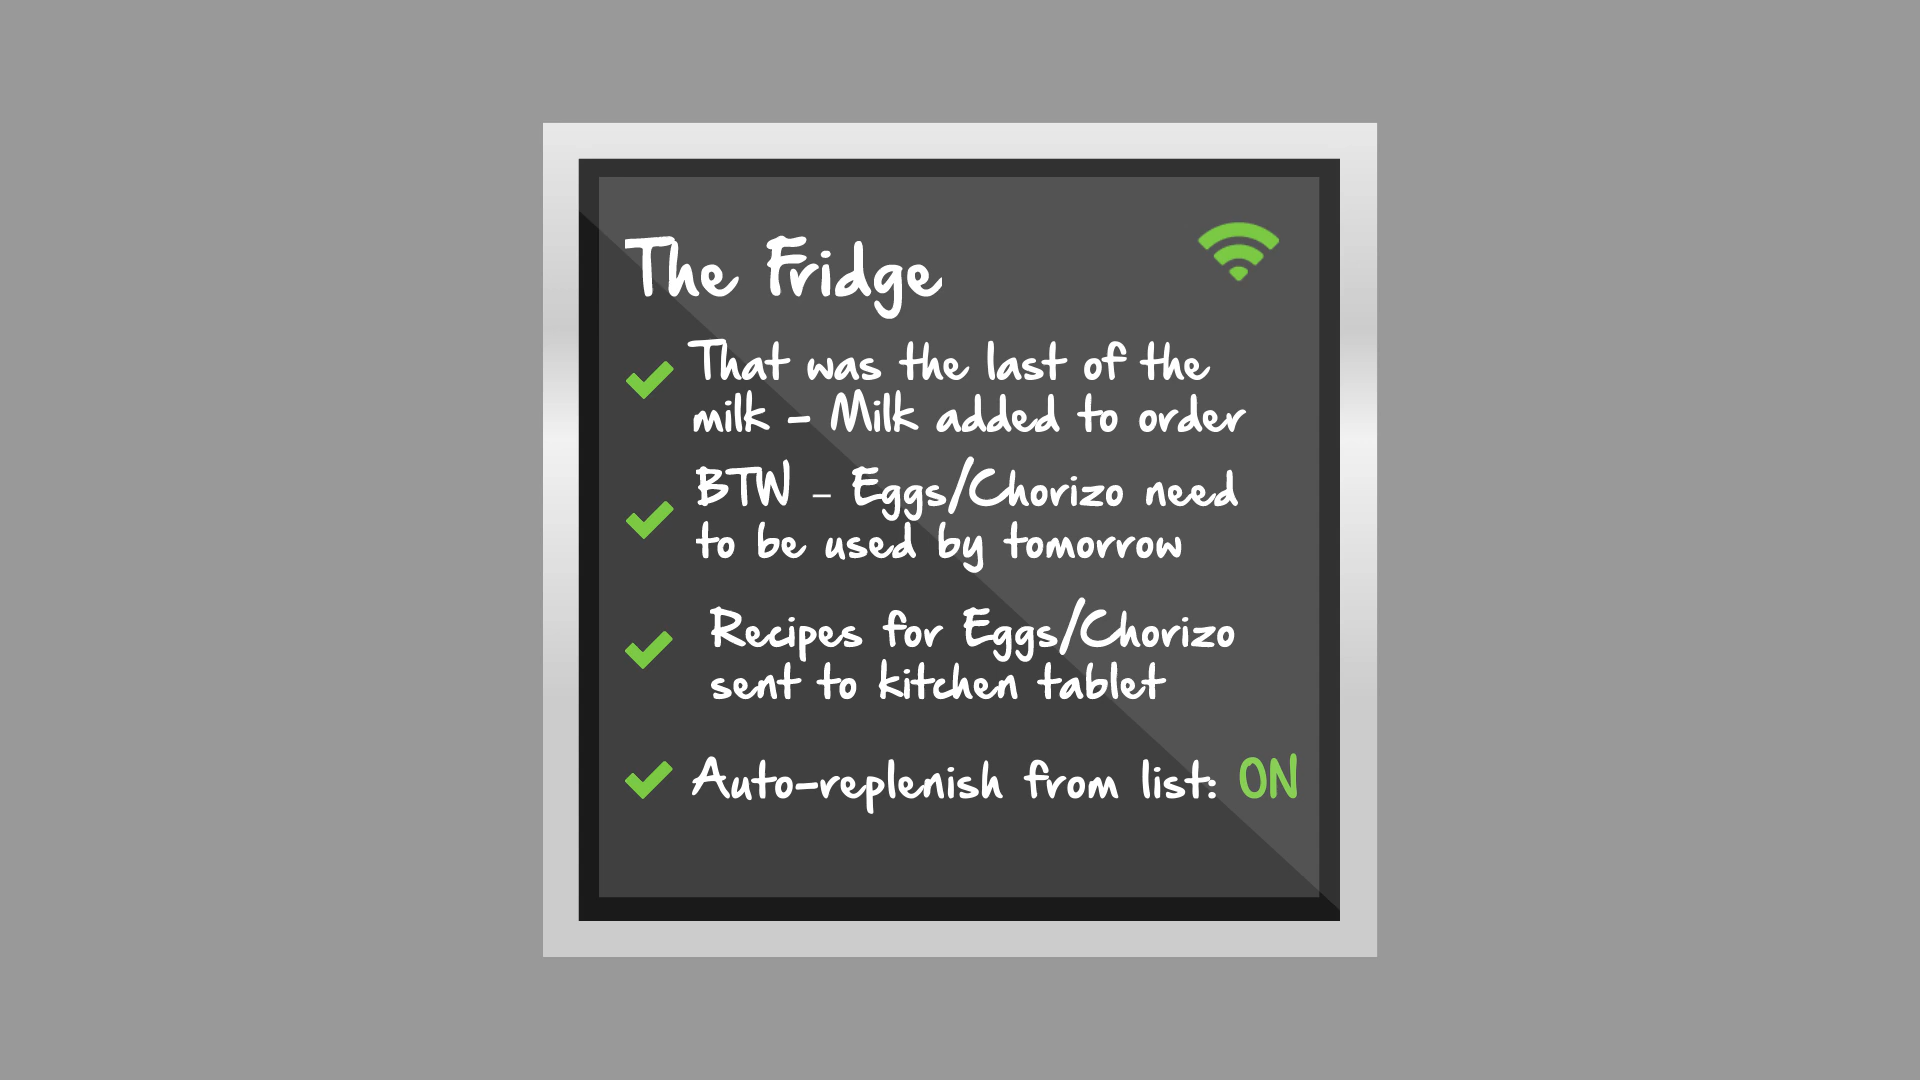 The Fridge
That was the last of the
milk - Milk added to order
BTW – Eggs/Chorizo need
to be used by tomorrow
Recipes for Eggs/Chorizo
sent to kitchen tablet
Auto-replenish from list: ON